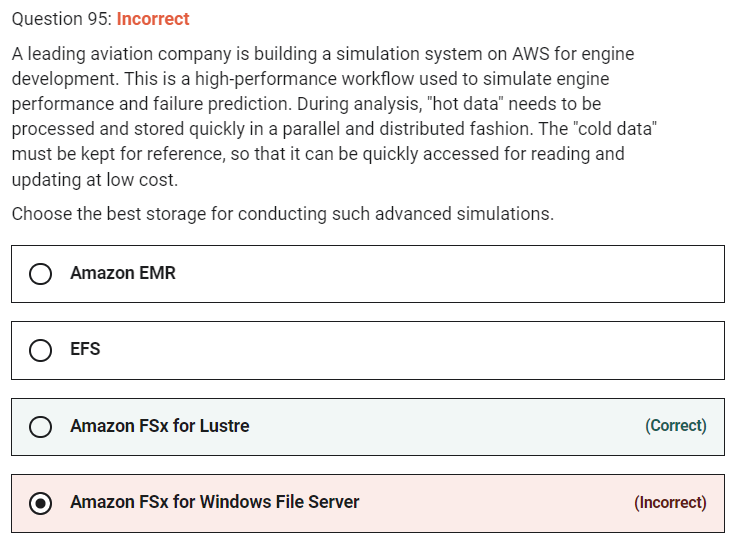 Question 95: Incorrect
A leading aviation company is building a simulation system on AWS for engine
development. This is a high-performance workflow used to simulate engine
performance and failure prediction. During analysis, "hot data" needs to be
processed and stored quickly in a parallel and distributed fashion. The "cold data"
must be kept for reference, so that it can be quickly accessed for reading and
updating at low cost.
Choose the best storage for conducting such advanced simulations.
Amazon EMR
EFS
Amazon FSx for Lustre (Correct)
Amazon FSx for Windows File Server (Incorrect)